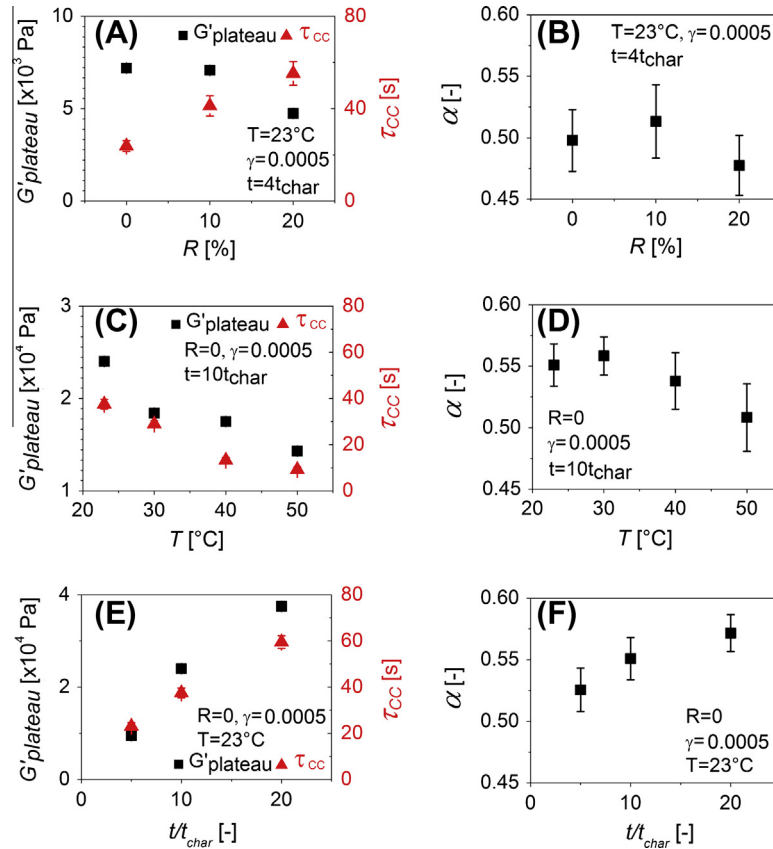 (A)
G'plateau τCC
T=23°C
γ=0.0005
t=4tchar
G'plateau [x10³ Pa]
10
7
5
3
0
0 10 20
R [%]
80
60
40
20
0
τCC [s]
(B)
T=23°C, γ=0.0005
t=4tchar
α [-]
0.60
0.55
0.50
0.45
0 10 20
R [%]
(C)
G'plateau τCC
R=0, γ=0.0005
t=10tchar
G'plateau [x10⁴ Pa]
3
2
1
20 30 40 50
T [°C]
80
60
40
20
0
τCC [s]
(D)
R=0
γ=0.0005
t=10tchar
α [-]
0.60
0.55
0.50
0.45
20 30 40 50
T [°C]
(E)
R=0, γ=0.0005
T=23°C
G'plateau τCC
G'plateau [x10⁴ Pa]
4
2
0
0 10 20
t/tchar [-]
80
60
40
20
0
τCC [s]
(F)
R=0
γ=0.0005
T=23°C
α [-]
0.60
0.55
0.50
0.45
0 10 20
t/tchar [-]